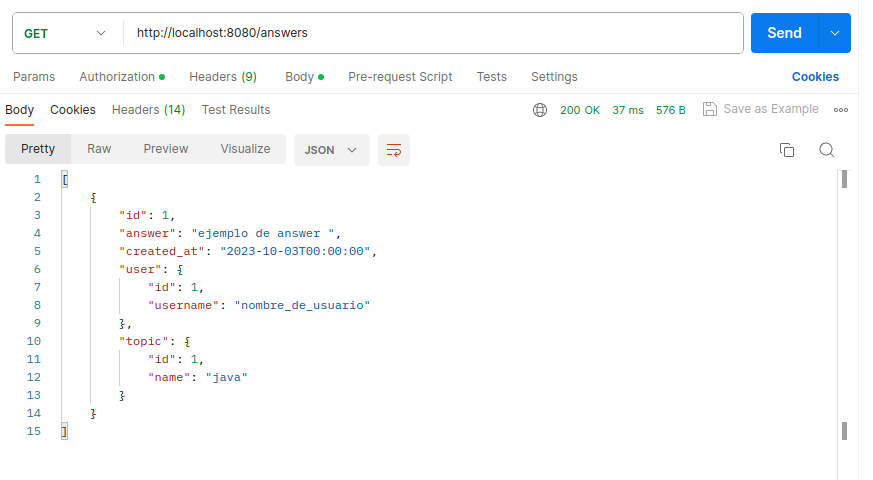 GET http://localhost:8080/answers Send
Params Authorization Headers (9) Body Pre-request Script Tests Settings Cookies
Body Cookies Headers (14) Test Results 200 OK 37 ms 576 B Save as Example
Pretty Raw Preview Visualize JSON
1 [
2 {
3 "id": 1,
4 "answer": "ejemplo de answer ",
5 "created_at": "2023-10-03T00:00:00",
6 "user": {
7 "id": 1,
8 "username": "nombre_de_usuario"
9 },
10 "topic": {
11 "id": 1,
12 "name": "java"
13 }
14 }
15 ]